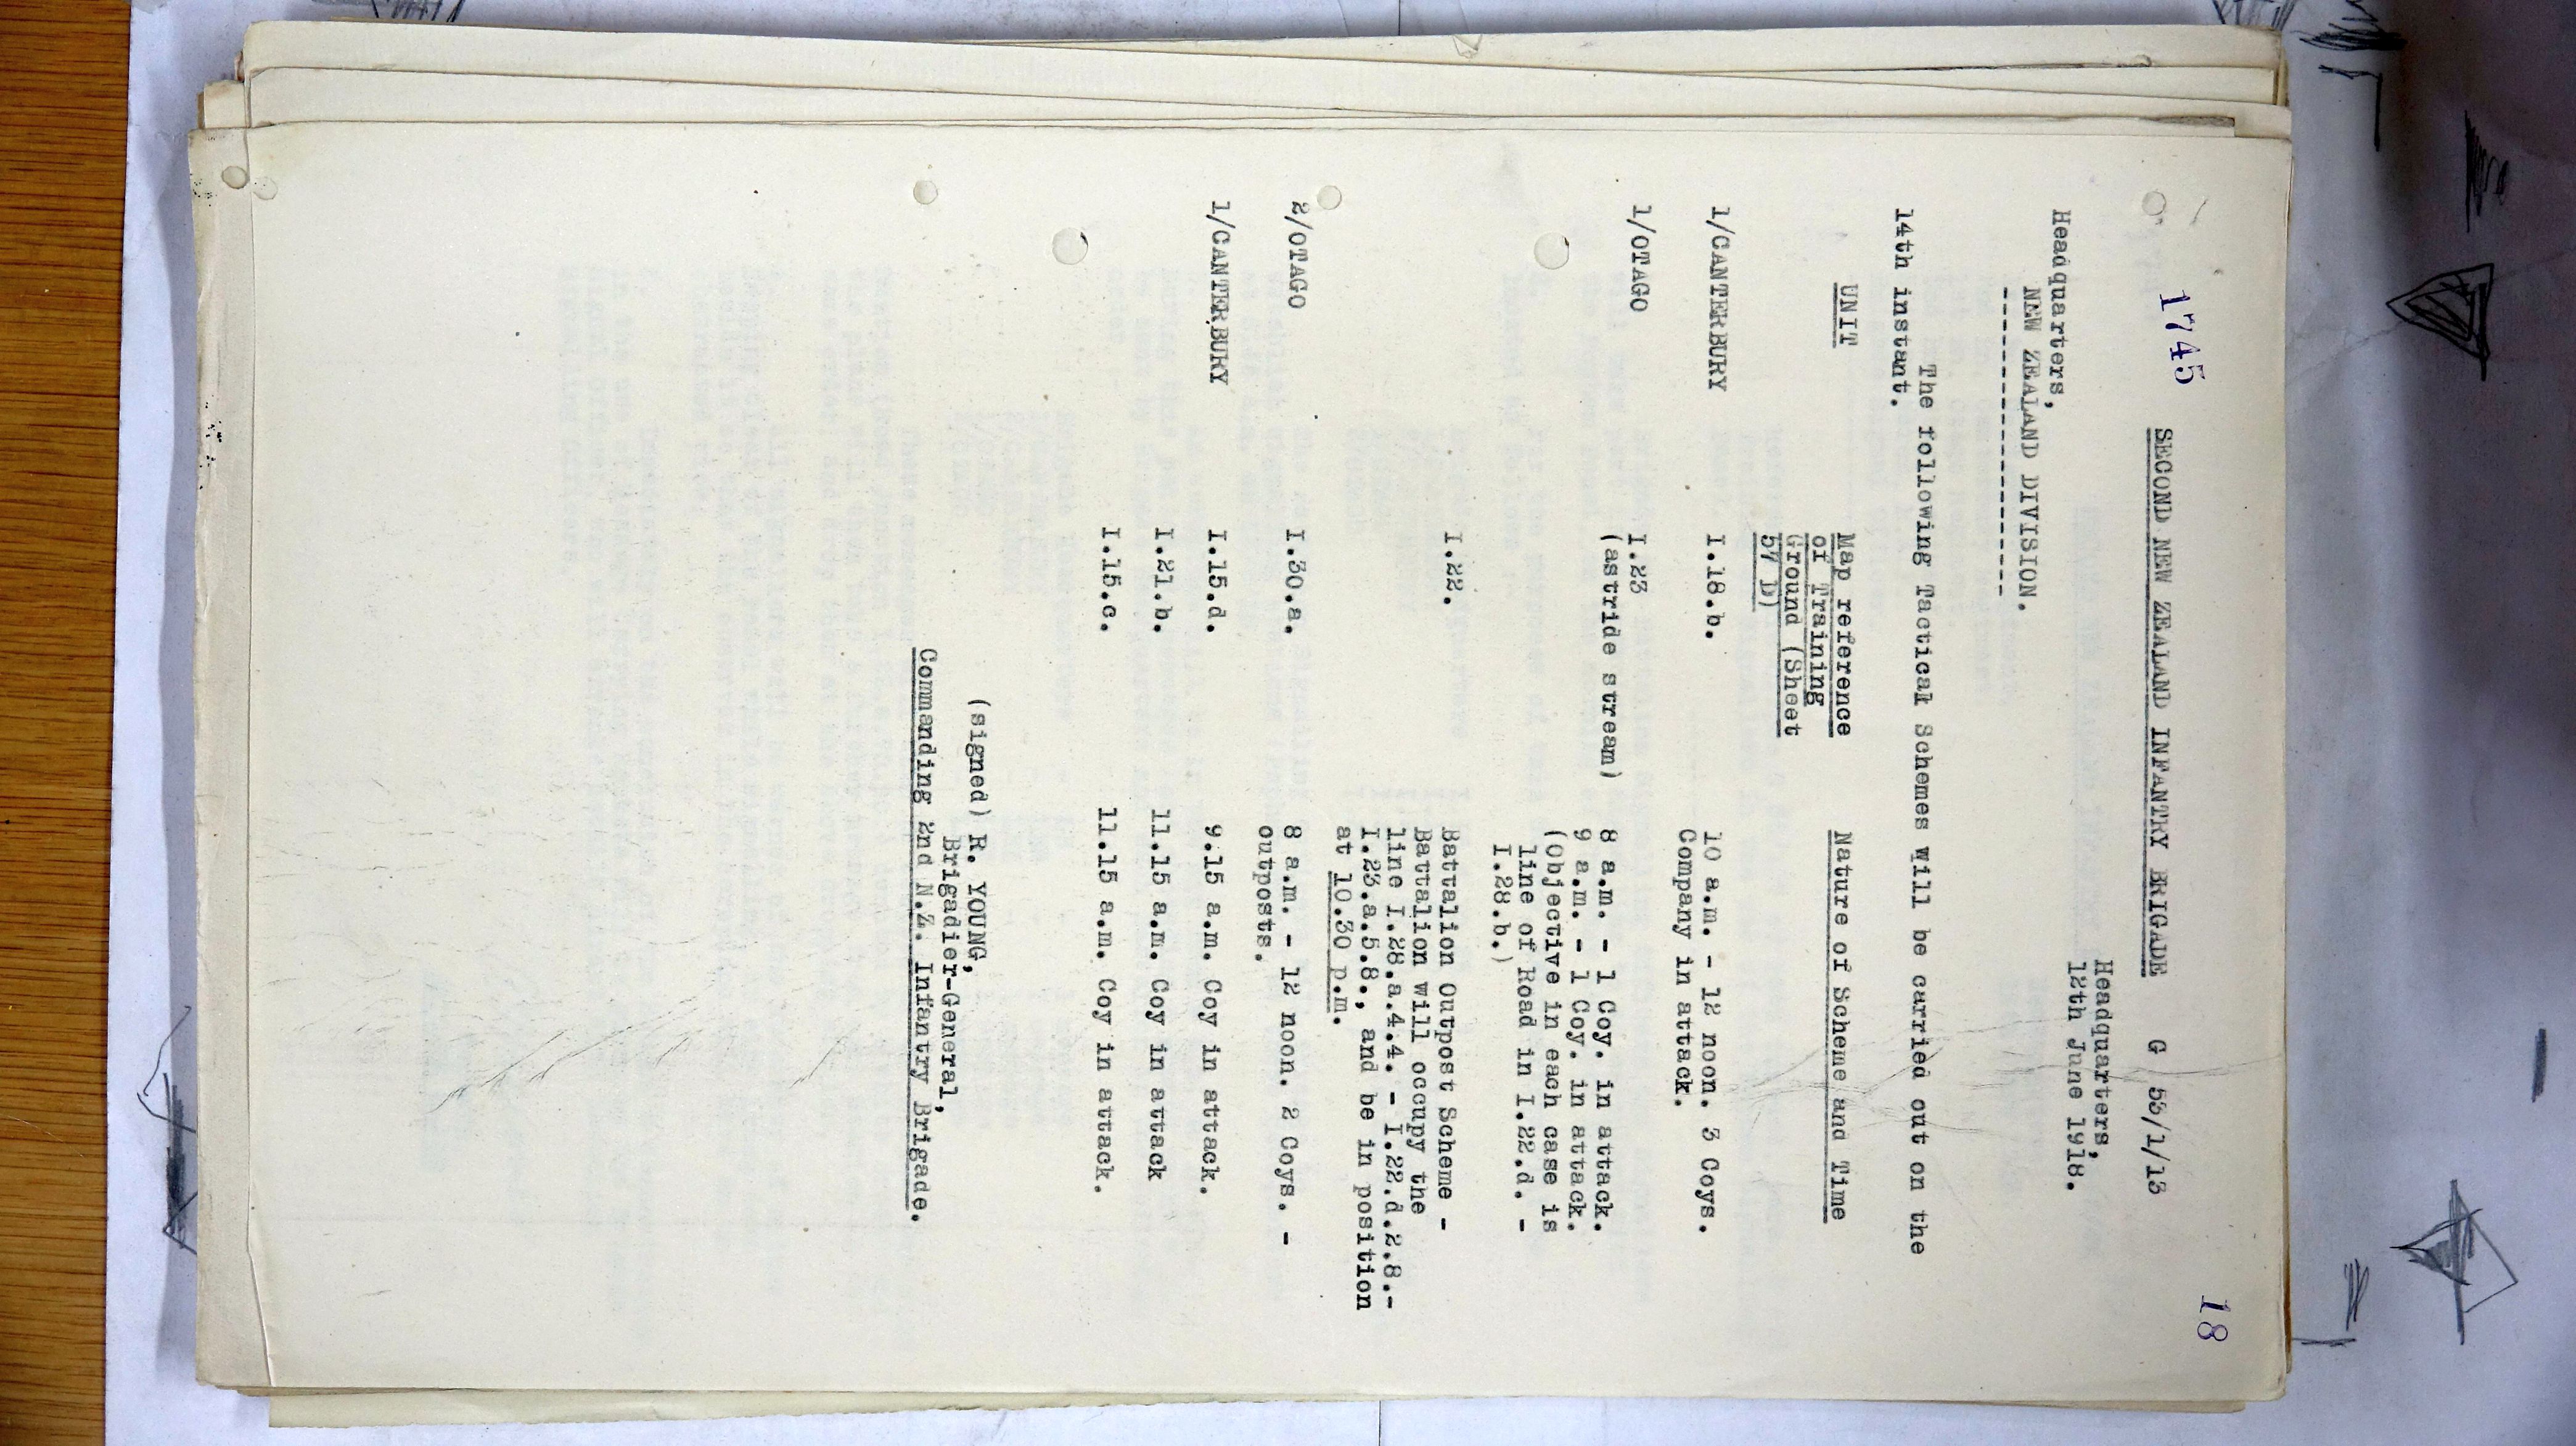 1745
18
SECOND NEW ZEALAND INFANTRY BRIGADE G 53/1/13
Headquarters,
12th June 1918.
Headquarters,
NEW ZEALAND DIVISION.
----------------------
The following Tactical Schemes will be carried out on the
14th instant.
UNIT Map reference Nature of Scheme and Time
of Training
Ground (Sheet
57 D)
1/CANTERBURY I.18.b. 10 a.m. - 12 noon. 3 Coys.
Company in attack.
1/OTAGO I.23
(astride stream) 8 a.m. - 1 Coy. in attack.
9 a.m. - 1 Coy. in attack.
(Objective in each case is
line of Road in I.22.d. -
I.28.b.)
I.22. Battalion Outpost Scheme -
Battalion will occupy the
line I.28.a.4.4. - I.22.d.2.8.-
I.23.a.5.8., and be in position
at 10.30 p.m.
2/OTAGO I.30.a. 8 a.m. - 12 noon. 2 Coys. -
outposts.
1/CANTERBURY I.15.d. 9.15 a.m. Coy in attack.
I.21.b. 11.15 a.m. Coy in attack
I.15.c. 11.15 a.m. Coy in attack.
(signed) R. YOUNG,
Brigadier-General,
Commanding 2nd N.Z. Infantry Brigade.